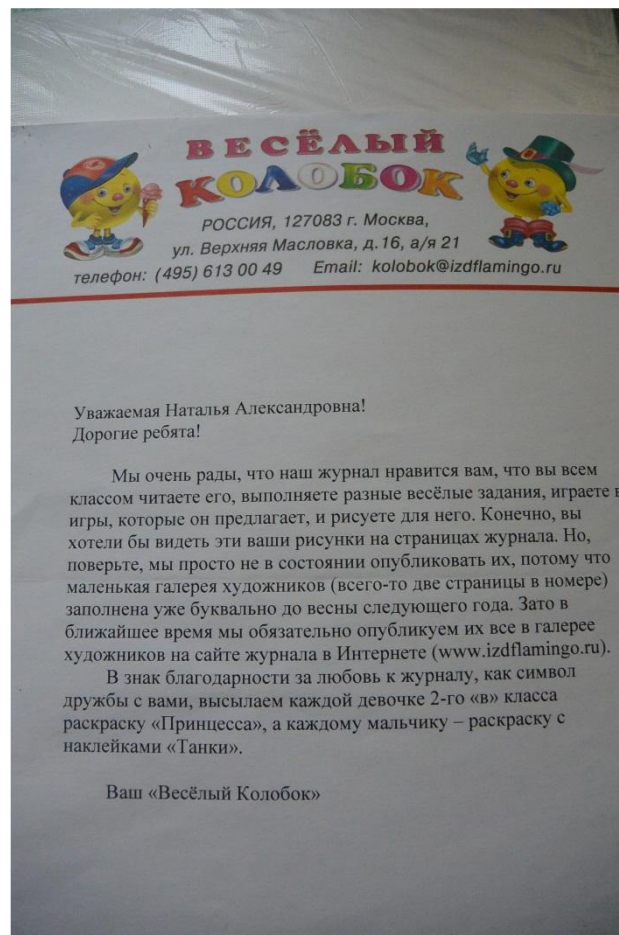 ВЕСЁЛЫЙ
КОЛОБОК
РОССИЯ, 127083 г. Москва,
ул. Верхняя Масловка, д.16, а/я 21
телефон: (495) 613 00 49 Email: kolobok@izdflamingo.ru
Уважаемая Наталья Александровна!
Дорогие ребята!
Мы очень рады, что наш журнал нравится вам, что вы всем
классом читаете его, выполняете разные весёлые задания, играете в
игры, которые он предлагает, и рисуете для него. Конечно, вы
хотели бы видеть эти ваши рисунки на страницах журнала. Но,
поверьте, мы просто не в состоянии опубликовать их, потому что
маленькая галерея художников (всего-то две страницы в номере)
заполнена уже буквально до весны следующего года. Зато в
ближайшее время мы обязательно опубликуем их все в галерее
художников на сайте журнала в Интернете (www.izdflamingo.ru).
В знак благодарности за любовь к журналу, как символ
дружбы с вами, высылаем каждой девочке 2-го «в» класса
раскраску «Принцесса», а каждому мальчику – раскраску с
наклейками «Танки».
Ваш «Весёлый Колобок»